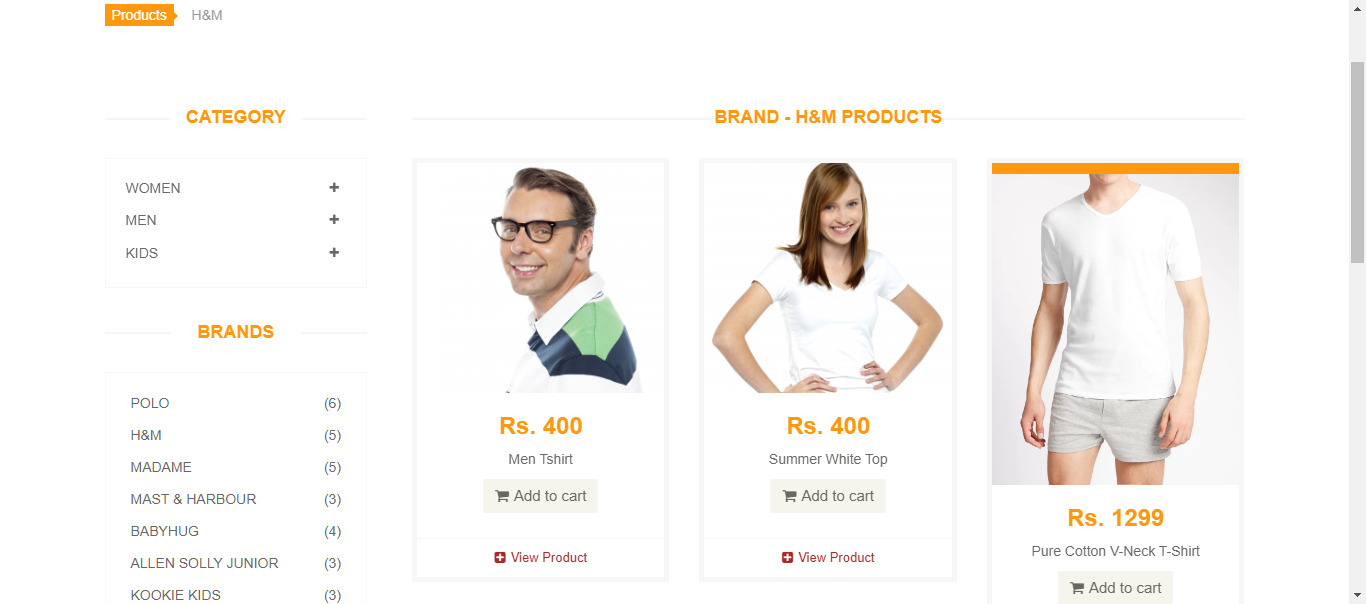 Products H&M
CATEGORY
WOMEN
MEN
KIDS
BRANDS
POLO (6)
H&M (5)
MADAME (5)
MAST & HARBOUR (3)
BABYHUG (4)
ALLEN SOLLY JUNIOR (3)
KOOKIE KIDS (3)
BRAND - H&M PRODUCTS
Rs. 400
Men Tshirt
Add to cart
View Product
Rs. 400
Summer White Top
Add to cart
View Product
Rs. 1299
Pure Cotton V-Neck T-Shirt
Add to cart